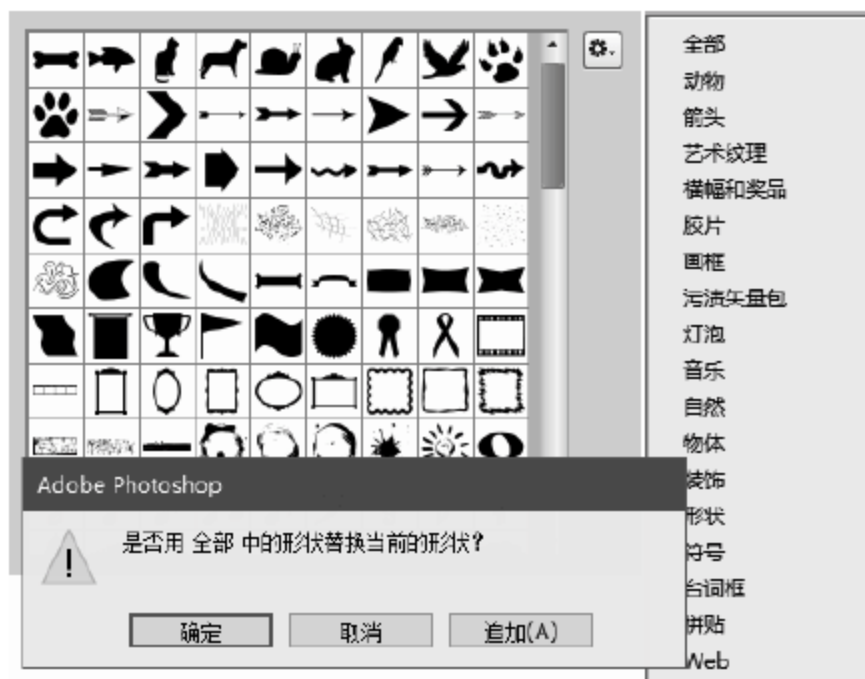 全部
动物
箭头
艺术纹理
横幅和奖品
胶片
画框
污渍矢量包
灯泡
音乐
自然
物体
装饰
形状
符号
台词框
拼贴
Web
Adobe Photoshop
是否用 全部 中的形状替换当前的形状?
确定
取消
追加(A)